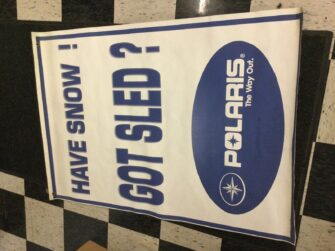 HAVE SNOW !
GOT SLED ?
POLARIS®
The Way Out.